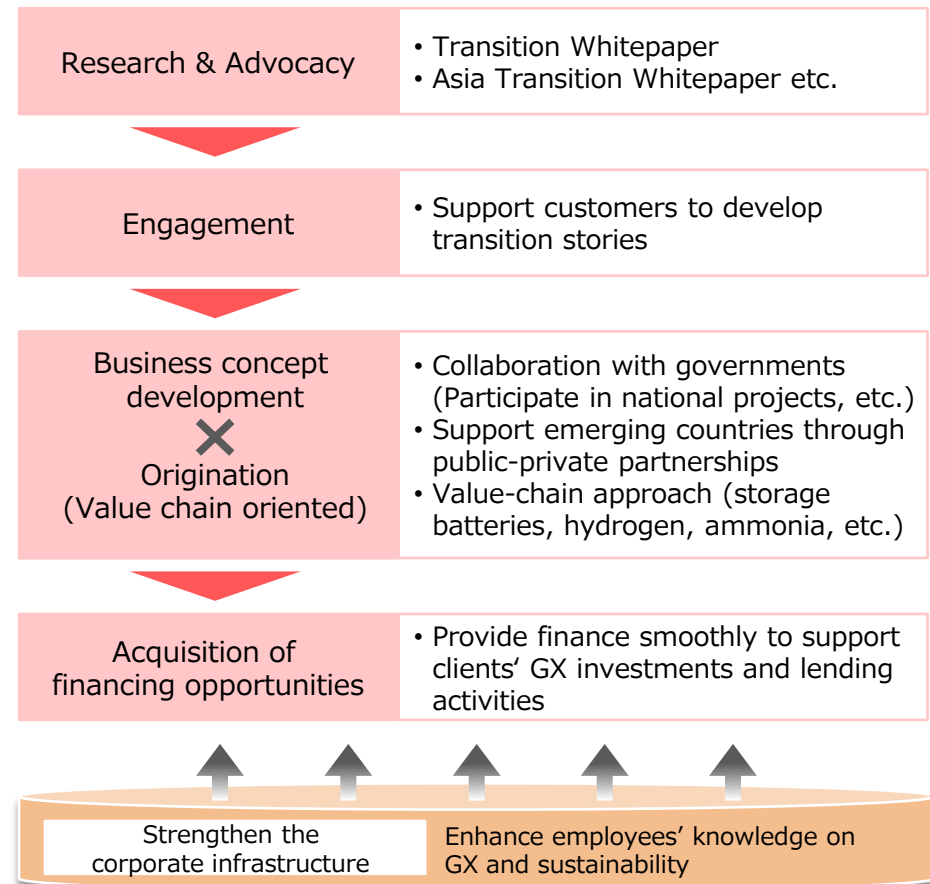 Research & Advocacy
• Transition Whitepaper
• Asia Transition Whitepaper etc.
Engagement
• Support customers to develop
transition stories
Business concept
development
Origination
(Value chain oriented)
• Collaboration with governments
(Participate in national projects, etc.)
• Support emerging countries through
public-private partnerships
• Value-chain approach (storage
batteries, hydrogen, ammonia, etc.)
Acquisition of
financing opportunities
• Provide finance smoothly to support
clients‘ GX investments and lending
activities
Strengthen the
corporate infrastructure
Enhance employees’ knowledge on
GX and sustainability